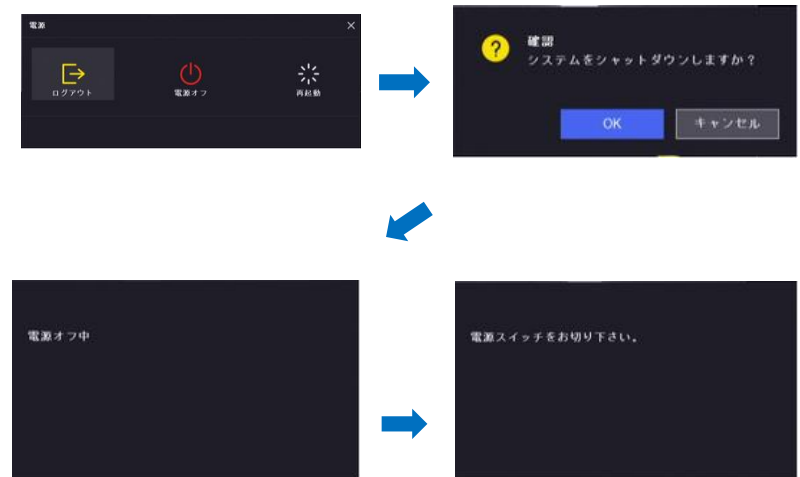 電源
ログアウト
電源オフ
再起動
?
確認
システムをシャットダウンしますか？
OK
キャンセル
電源オフ中
電源スイッチをお切り下さい。